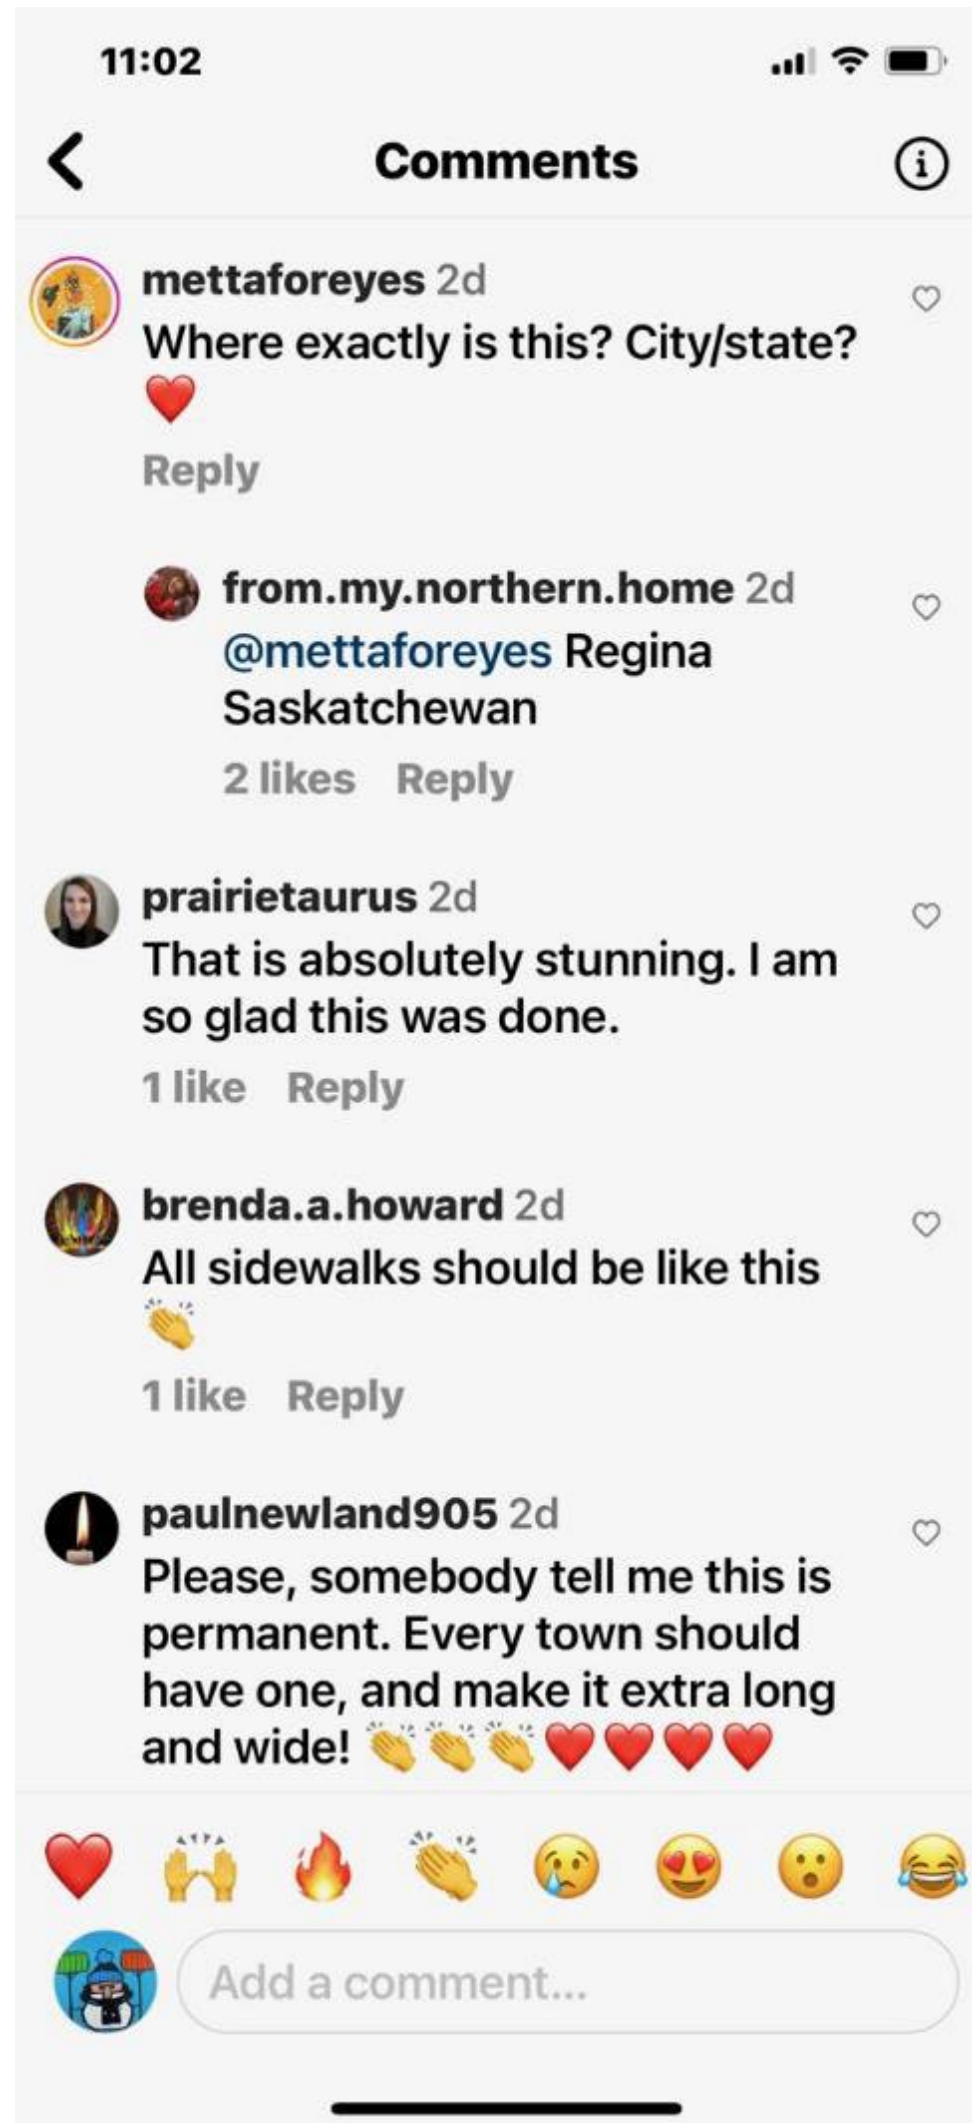 11:02
Comments
mettaforeyes 2d
Where exactly is this? City/state?
❤️
Reply
from.my.northern.home 2d
@mettaforeyes Regina
Saskatchewan
2 likes Reply
prairietaurus 2d
That is absolutely stunning. I am
so glad this was done.
1 like Reply
brenda.a.howard 2d
All sidewalks should be like this
👏
1 like Reply
paulnewland905 2d
Please, somebody tell me this is
permanent. Every town should
have one, and make it extra long
and wide! 👏👏👏❤️❤️❤️❤️
❤️🙌🔥👏😢😍😮😂
Add a comment...